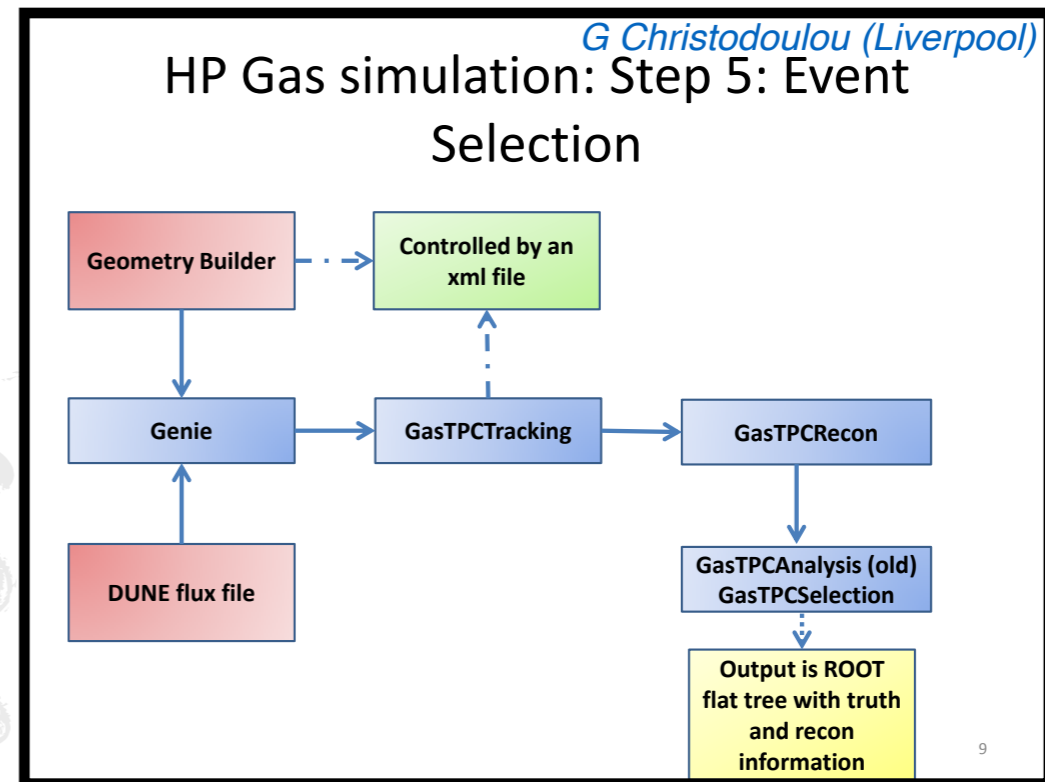 G Christodoulou (Liverpool)
HP Gas simulation: Step 5: Event
Selection
Geometry Builder
Controlled by an
xml file
Genie
GasTPCTracking
GasTPCRecon
DUNE flux file
GasTPCAnalysis (old)
GasTPCSelection
Output is ROOT
flat tree with truth
and recon
information
9